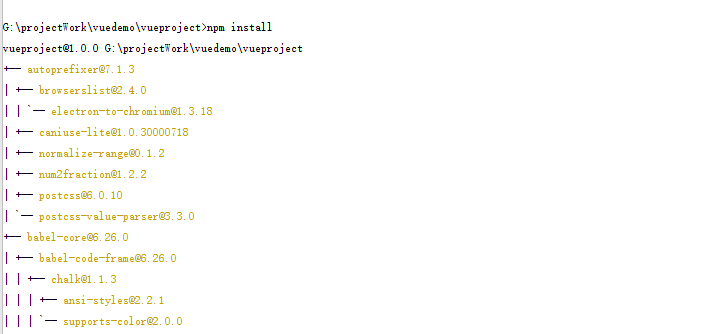 G:\projectWork\vuedemo\vueproject>npm install
vueproject@1.0.0 G:\projectWork\vuedemo\vueproject
+-- autoprefixer@7.1.3
| +-- browserslist@2.4.0
| | `-- electron-to-chromium@1.3.18
| +-- caniuse-lite@1.0.30000718
| +-- normalize-range@0.1.2
| +-- num2fraction@1.2.2
| +-- postcss@6.0.10
| `-- postcss-value-parser@3.3.0
+-- babel-core@6.26.0
| +-- babel-code-frame@6.26.0
| | +-- chalk@1.1.3
| | | +-- ansi-styles@2.2.1
| | | `-- supports-color@2.0.0